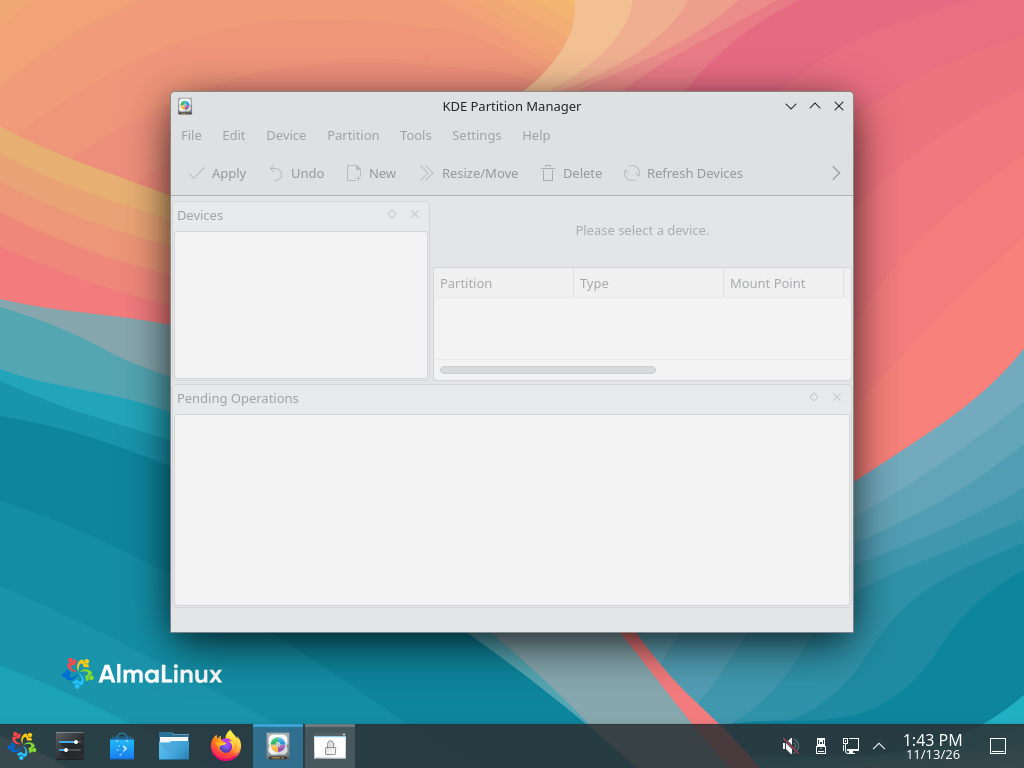 KDE Partition Manager
File Edit Device Partition Tools Settings Help
Apply Undo New Resize/Move Delete Refresh Devices
Devices
Please select a device.
Partition Type Mount Point
Pending Operations
AlmaLinux
1:43 PM
11/13/26